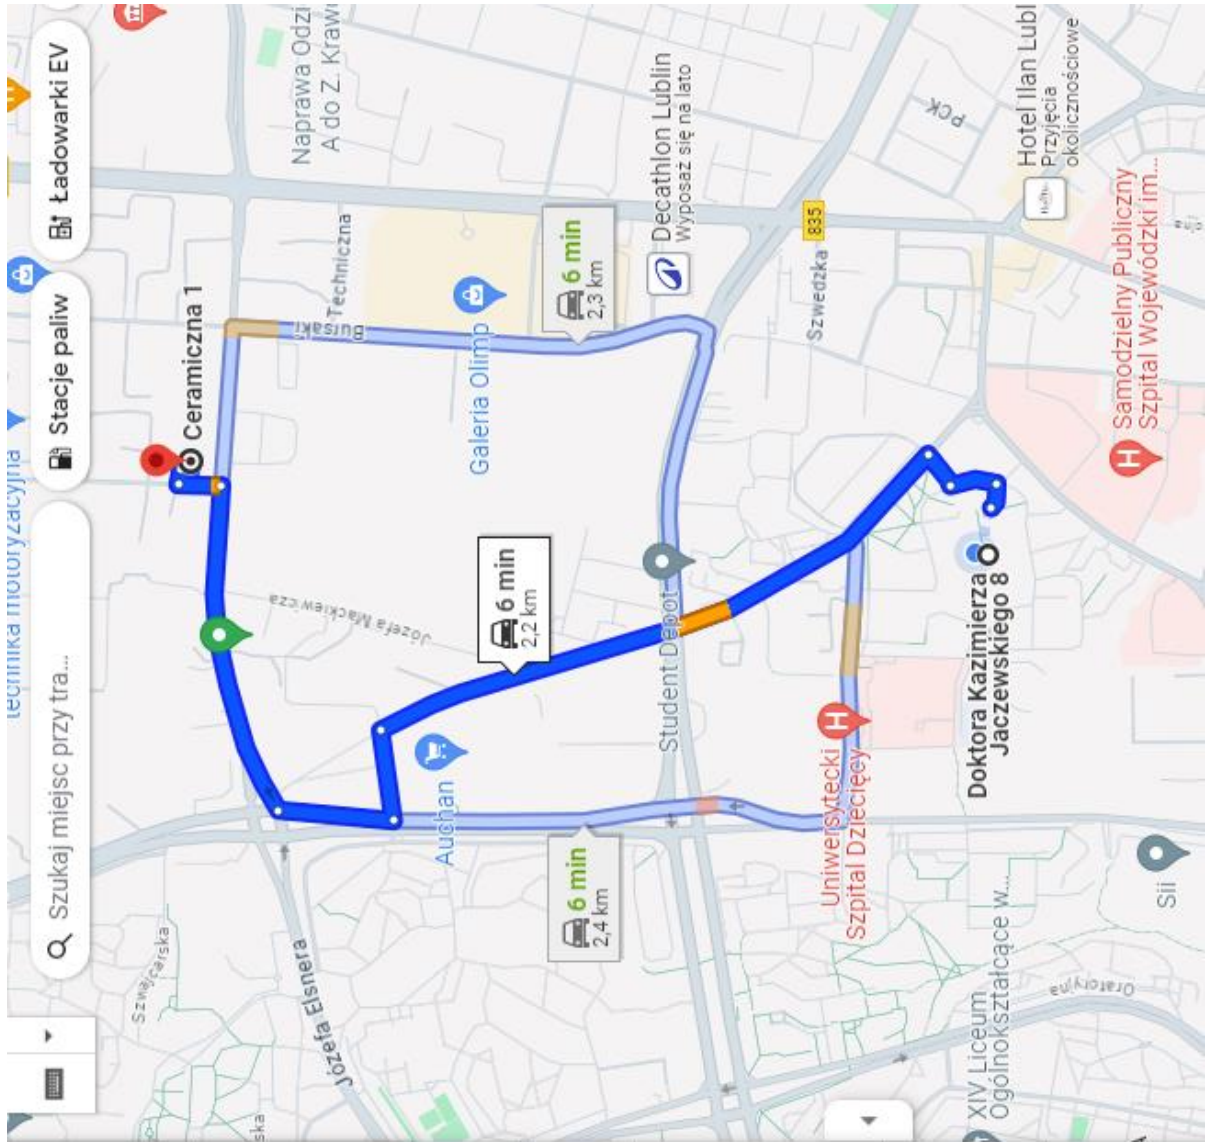 Szukaj miejsc przy tra...
Stacje paliw
Ładowarki EV
technika motoryzacyjna
Ceramiczna 1
Naprawa Odzi
A do Z. Kraw
Szwajcarska
Józefa Elsnera
ska
Józefa Mackiewicza
Bursaki
Techniczna
Auchan
Galeria Olimp
6 min
2,4 km
6 min
2,2 km
6 min
2,3 km
Student Depot
Decathlon Lublin
Wyposaż się na lato
835
Szwedzka
PCK
Uniwersytecki
Szpital Dziecięcy
Doktora Kazimierza
Jaczewskiego 8
Hotel Ilan Lubl
Przyjęcia
okolicznościowe
XIV Liceum
Ogólnokształcące w...
Oratoryjna
Sii
Samodzielny Publiczny
Szpital Wojewódzki im...